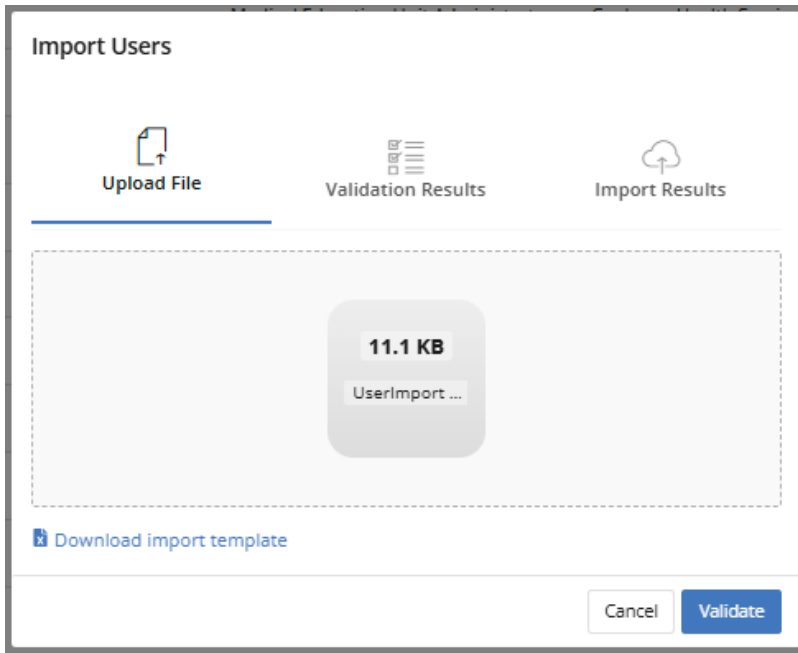 Import Users
Upload File
Validation Results
Import Results
11.1 KB
UserImport ...
Download import template
Cancel
Validate